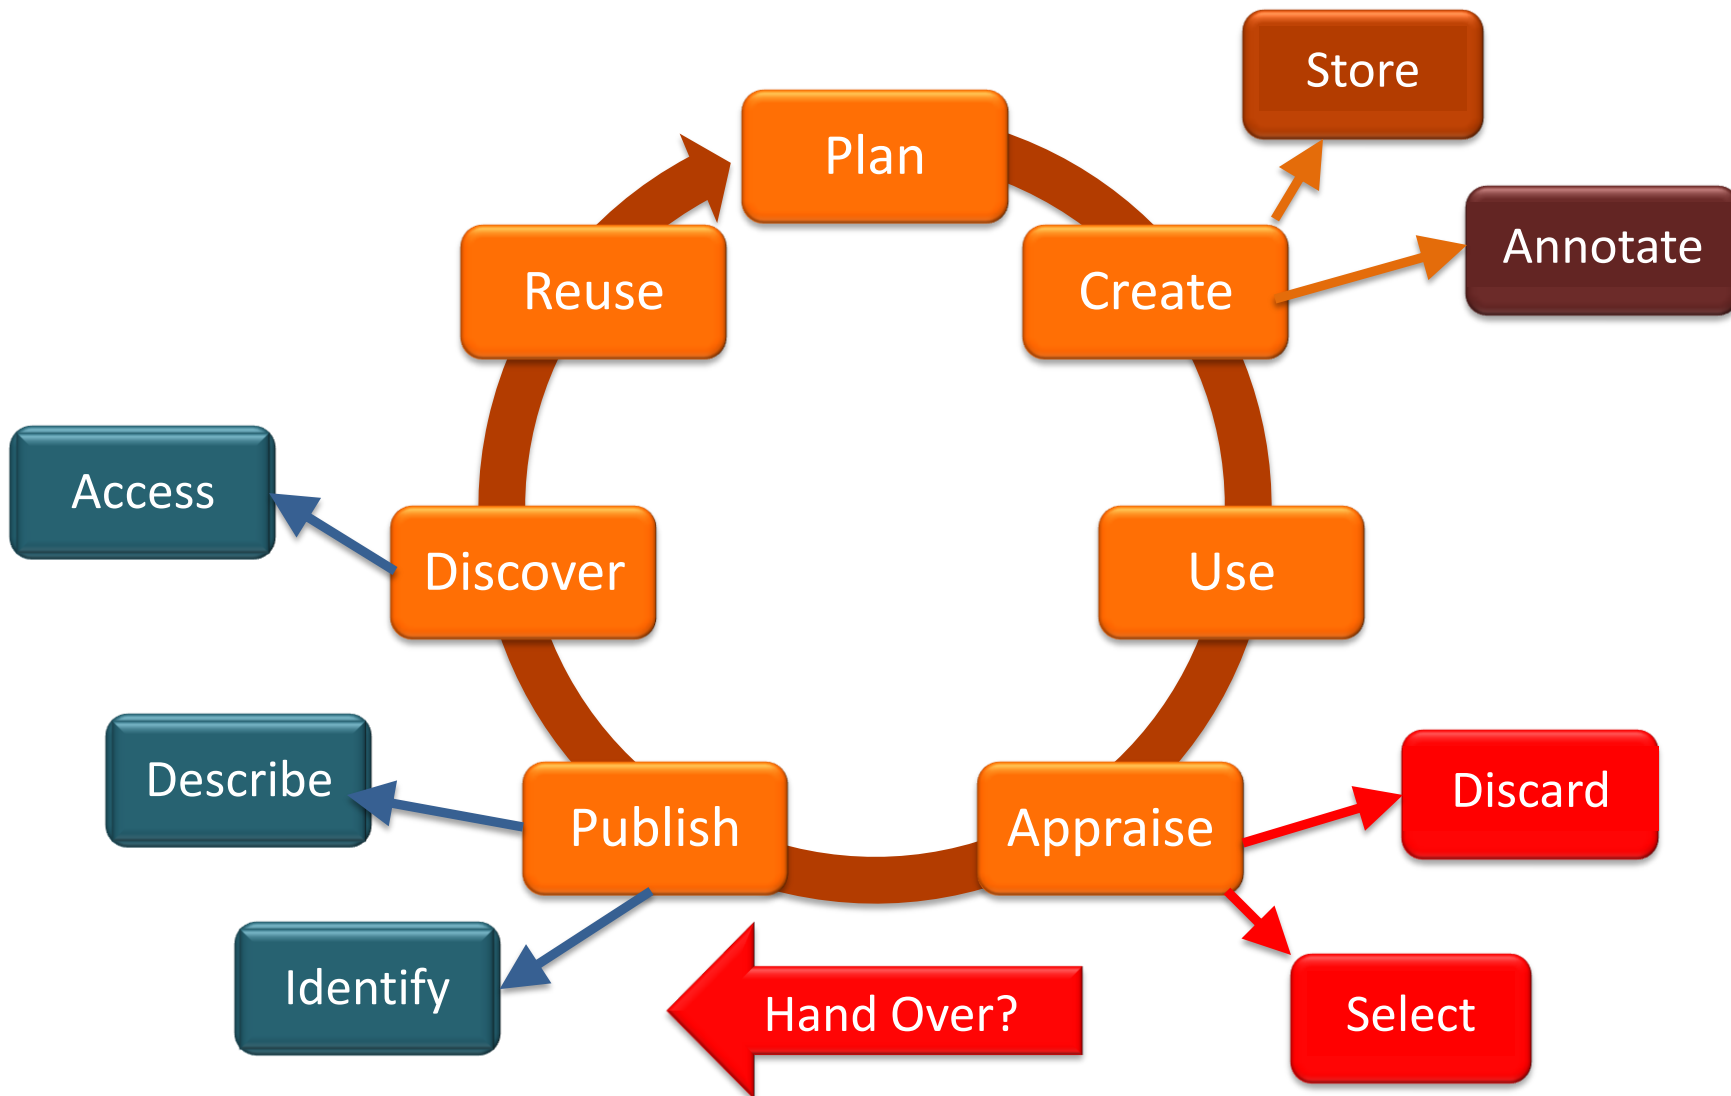 Store
Plan
Annotate
Reuse
Create
Access
Discover
Use
Describe
Discard
Publish
Appraise
Identify
Hand Over?
Select